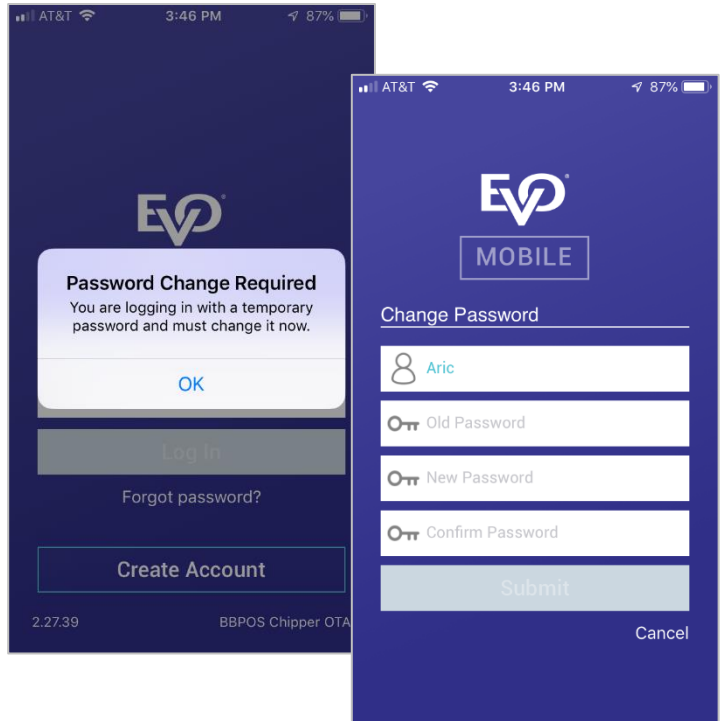 AT&T 3:46 PM 87%
EVO
Password Change Required
You are logging in with a temporary
password and must change it now.
OK
Log In
Forgot password?
Create Account
2.27.39 BBPOS Chipper OTA
AT&T 3:46 PM 87%
EVO
MOBILE
Change Password
Aric
Old Password
New Password
Confirm Password
Submit
Cancel